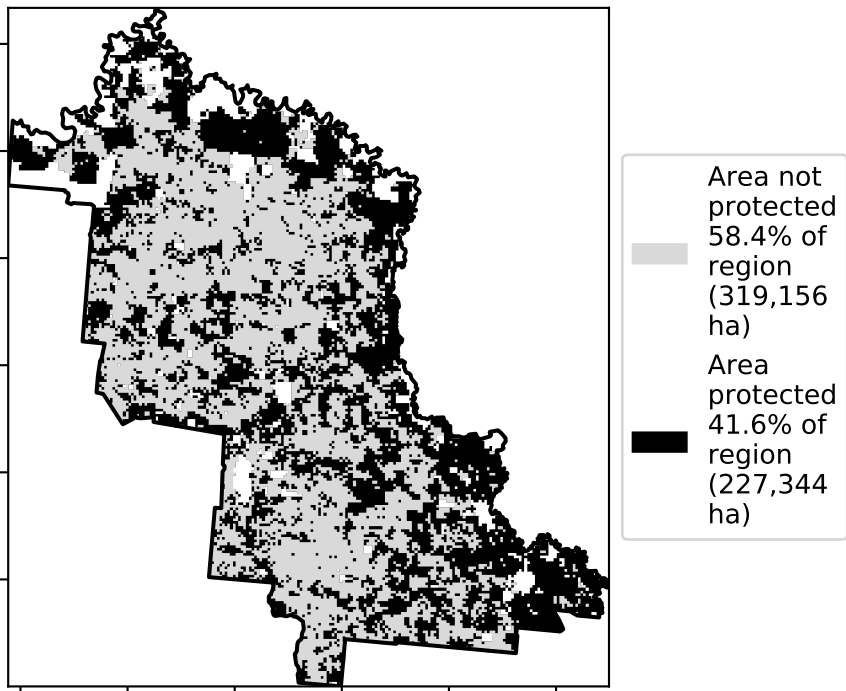 Area not
protected
58.4% of
region
(319,156
ha)
Area
protected
41.6% of
region
(227,344
ha)